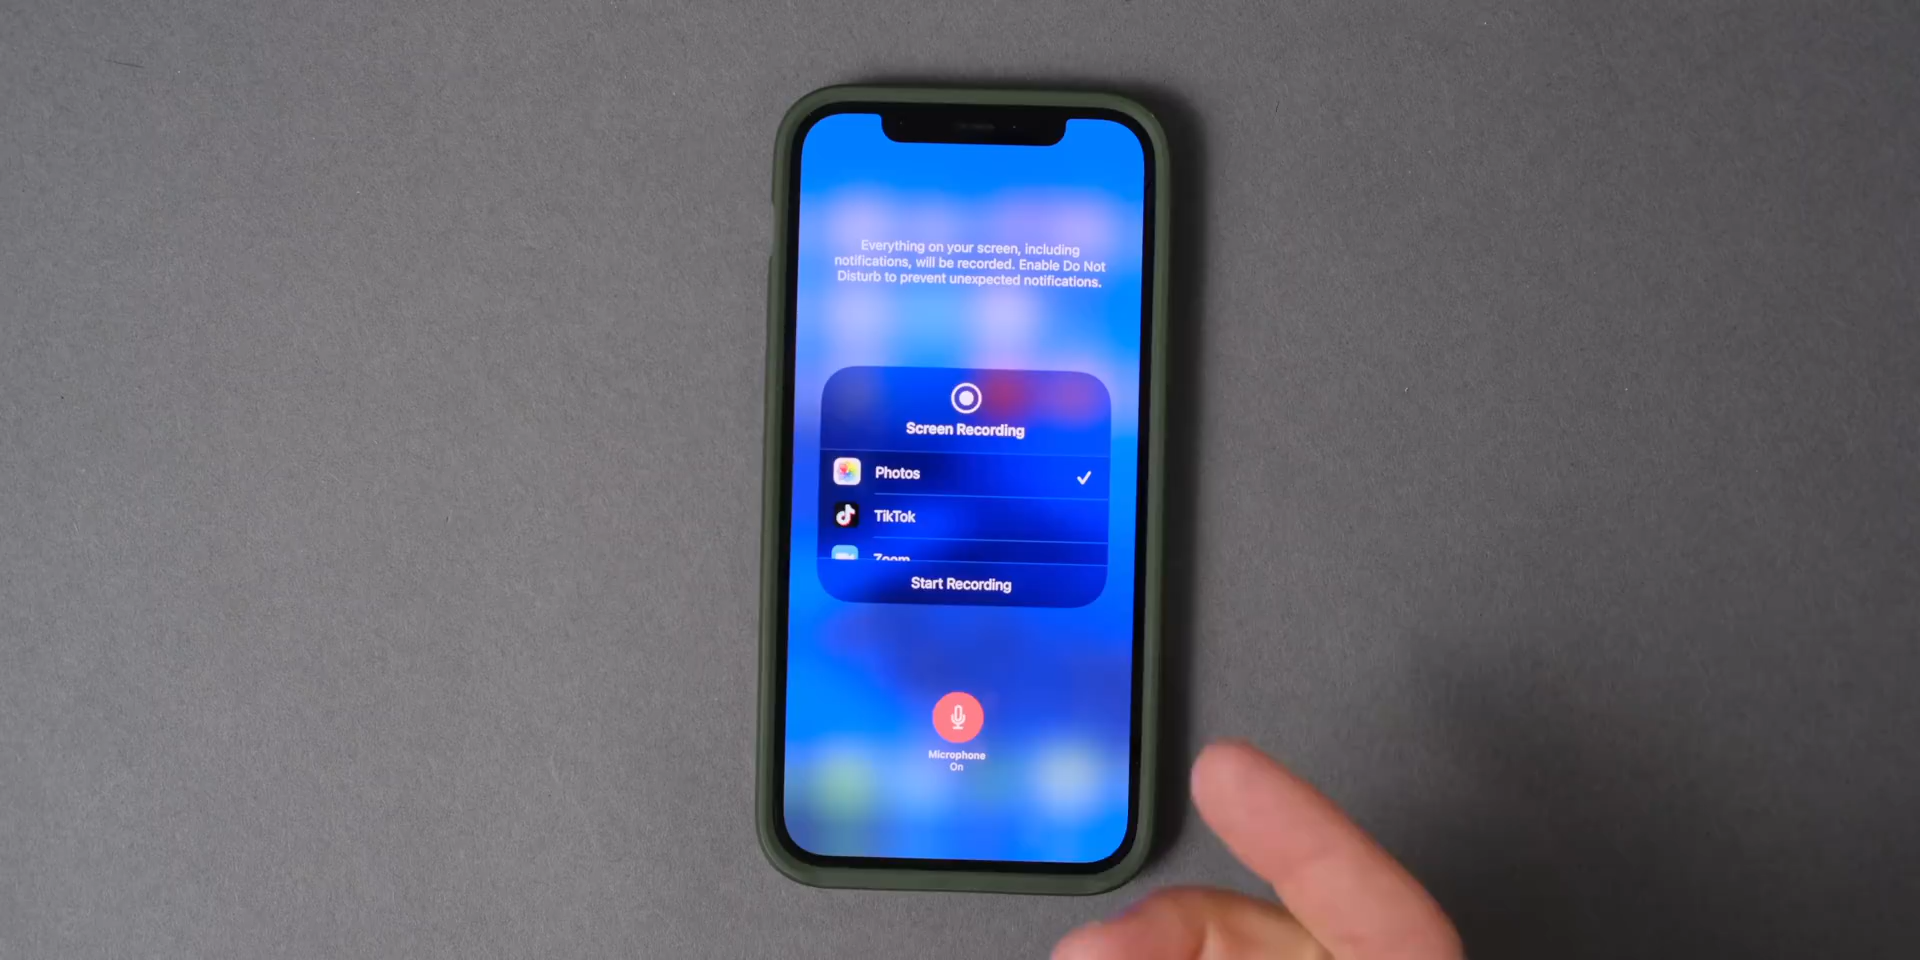 Everything on your screen, including
notifications, will be recorded. Enable Do Not
Disturb to prevent unexpected notifications.
Screen Recording
Photos
TikTok
Zoom
Start Recording
Microphone
On